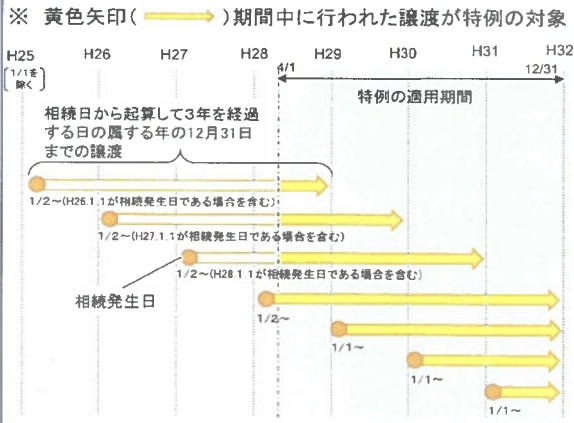 ※ 黄色矢印( )期間中に行われた譲渡が特例の対象
H25 H26 H27 H28 H29 H30 H31 H32
(1/1を除く) 4/1 12/31
特例の適用期間
相続日から起算して3年を経過
する日の属する年の12月31日
までの譲渡
1/2~(H26.1.1が相続発生日である場合を含む)
1/2~(H27.1.1が相続発生日である場合を含む)
1/2~(H28.1.1が相続発生日である場合を含む)
相続発生日
1/2~
1/1~
1/1~
1/1~